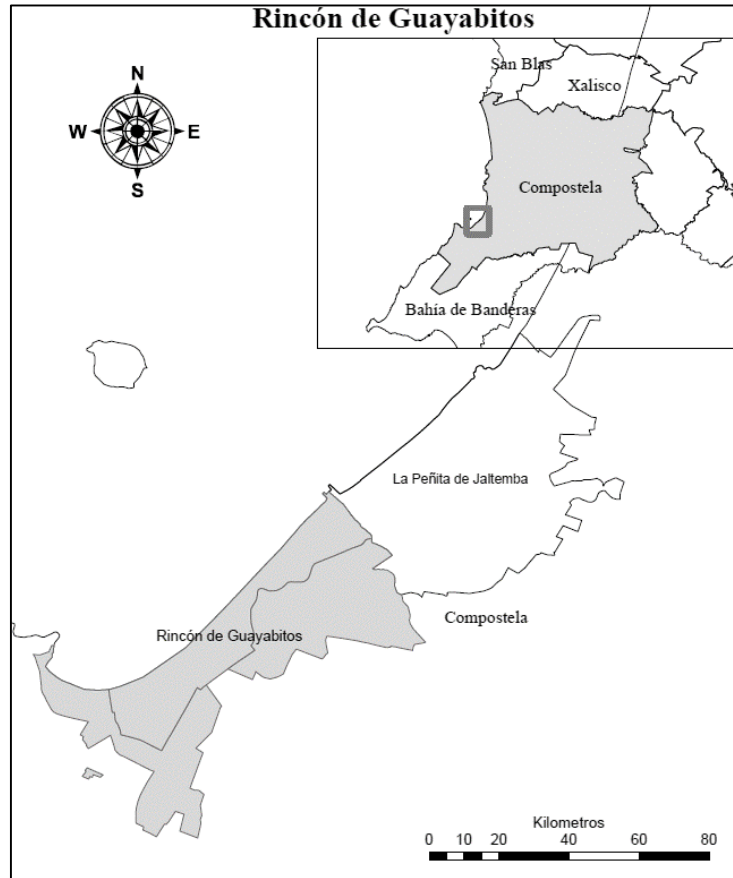 Rincón de Guayabitos
San Blas
Xalisco
N
W E
S
Compostela
Bahía de Banderas
La Peñita de Jaltemba
Compostela
Rincón de Guayabitos
Kilometros
0 10 20 40 60 80